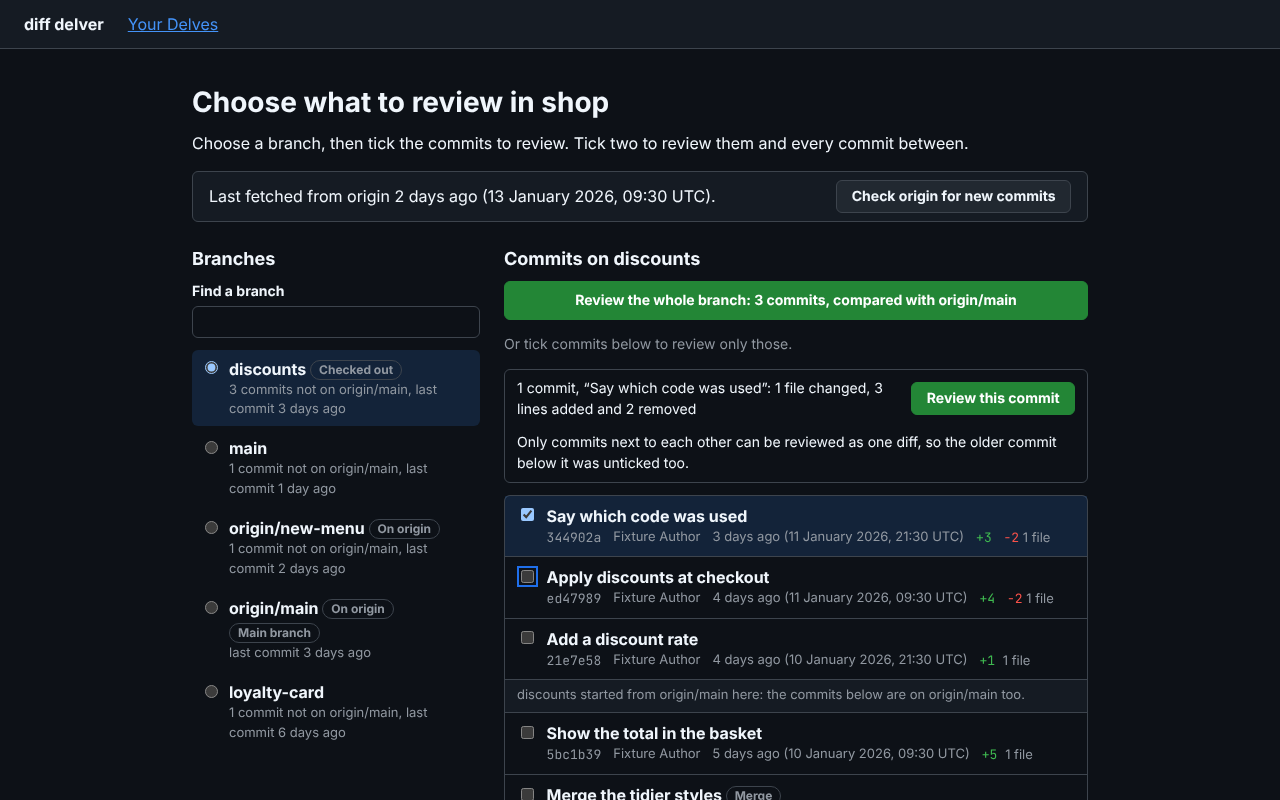 diff delver
Your Delves
Choose what to review in shop
Choose a branch, then tick the commits to review. Tick two to review them and every commit between.
Last fetched from origin 2 days ago (13 January 2026, 09:30 UTC).
Check origin for new commits
Branches
Find a branch
discounts Checked out
3 commits not on origin/main, last
commit 3 days ago
main
1 commit not on origin/main, last
commit 1 day ago
origin/new-menu On origin
1 commit not on origin/main, last
commit 2 days ago
origin/main On origin
Main branch
last commit 3 days ago
loyalty-card
1 commit not on origin/main, last
commit 6 days ago
Commits on discounts
Review the whole branch: 3 commits, compared with origin/main
Or tick commits below to review only those.
1 commit, “Say which code was used”: 1 file changed, 3
lines added and 2 removed
Review this commit
Only commits next to each other can be reviewed as one diff, so the older commit
below it was unticked too.
Say which code was used
344902a Fixture Author 3 days ago (11 January 2026, 21:30 UTC) +3 -2 1 file
Apply discounts at checkout
ed47989 Fixture Author 4 days ago (11 January 2026, 09:30 UTC) +4 -2 1 file
Add a discount rate
21e7e58 Fixture Author 4 days ago (10 January 2026, 21:30 UTC) +1 1 file
discounts started from origin/main here: the commits below are on origin/main too.
Show the total in the basket
5bc1b39 Fixture Author 5 days ago (10 January 2026, 09:30 UTC) +5 1 file
Merge the tidier styles Merge